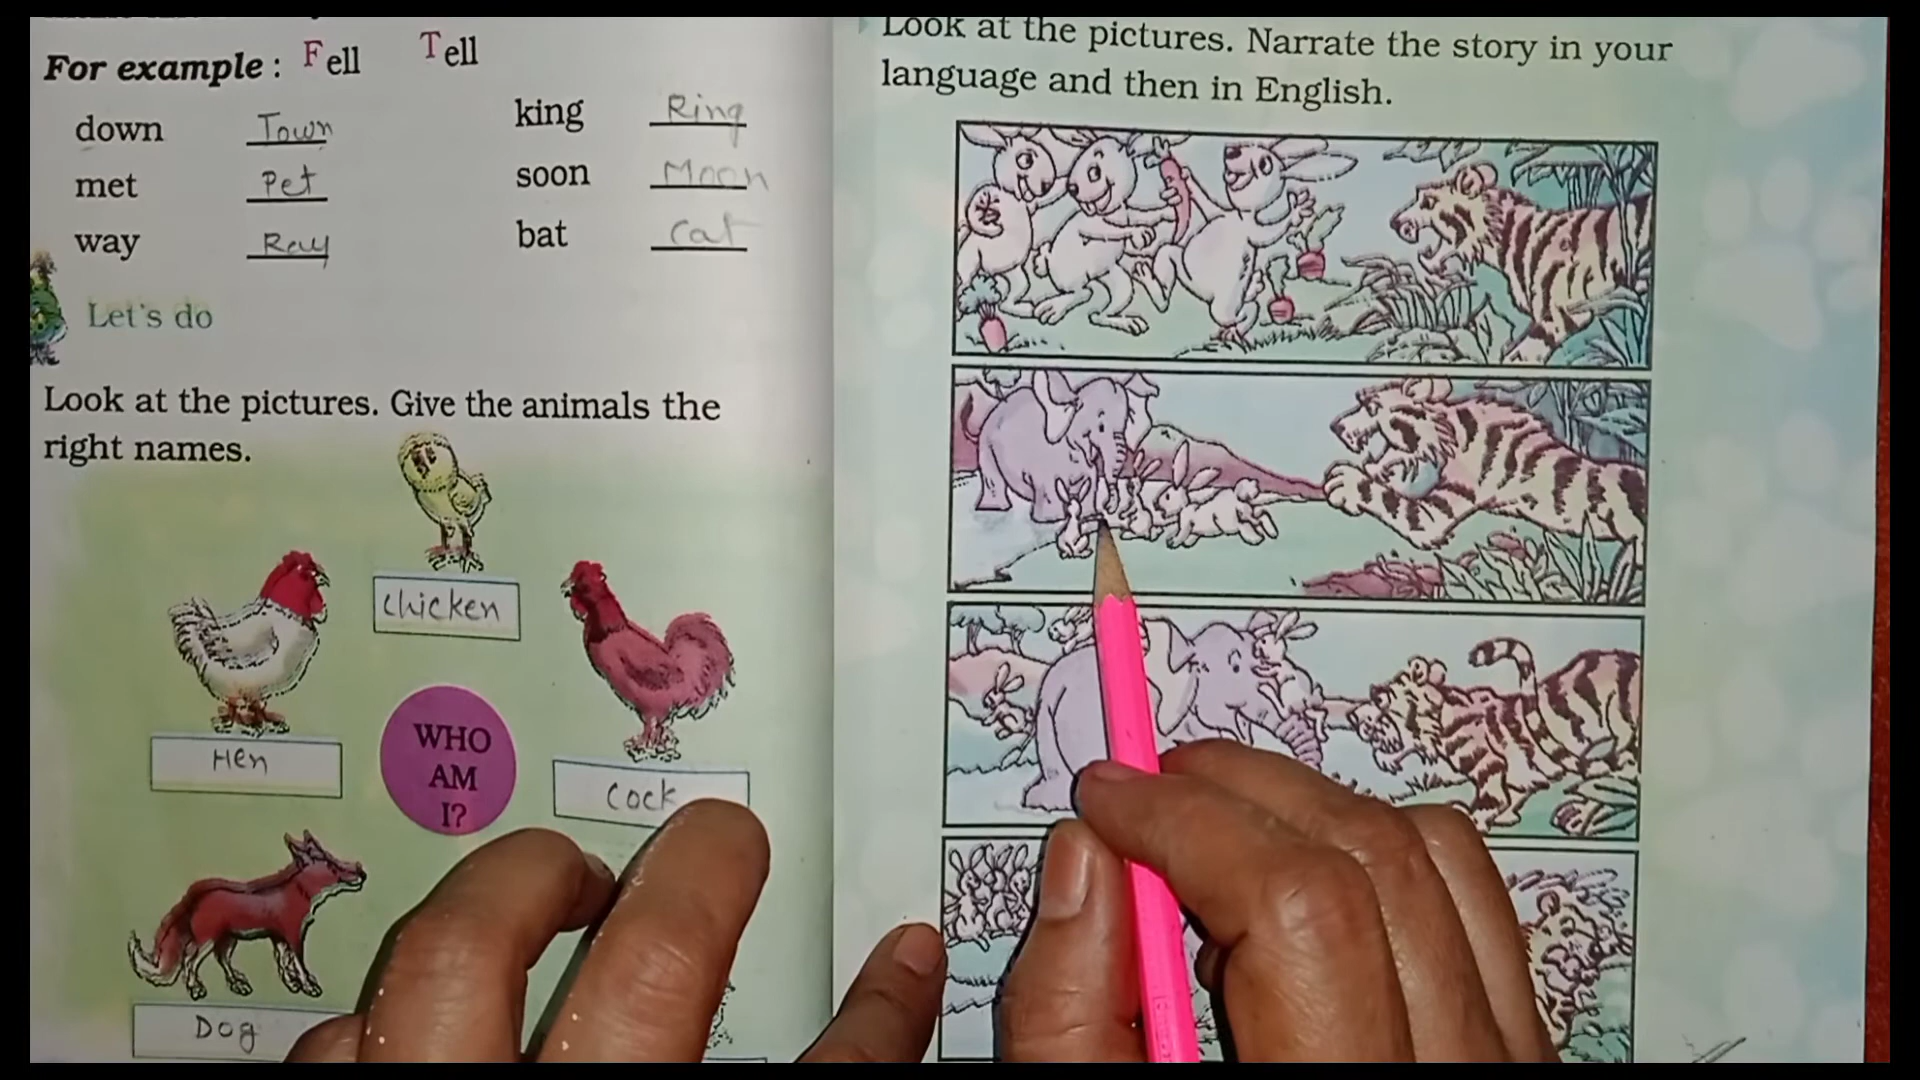 For example : Fell Tell
down Town king Ring
met Pet soon Moon
way Ray bat Cat
Let's do
Look at the pictures. Give the animals the
right names.
chicken
Hen
WHO
AM
I?
Cock
Dog
Look at the pictures. Narrate the story in your
language and then in English.